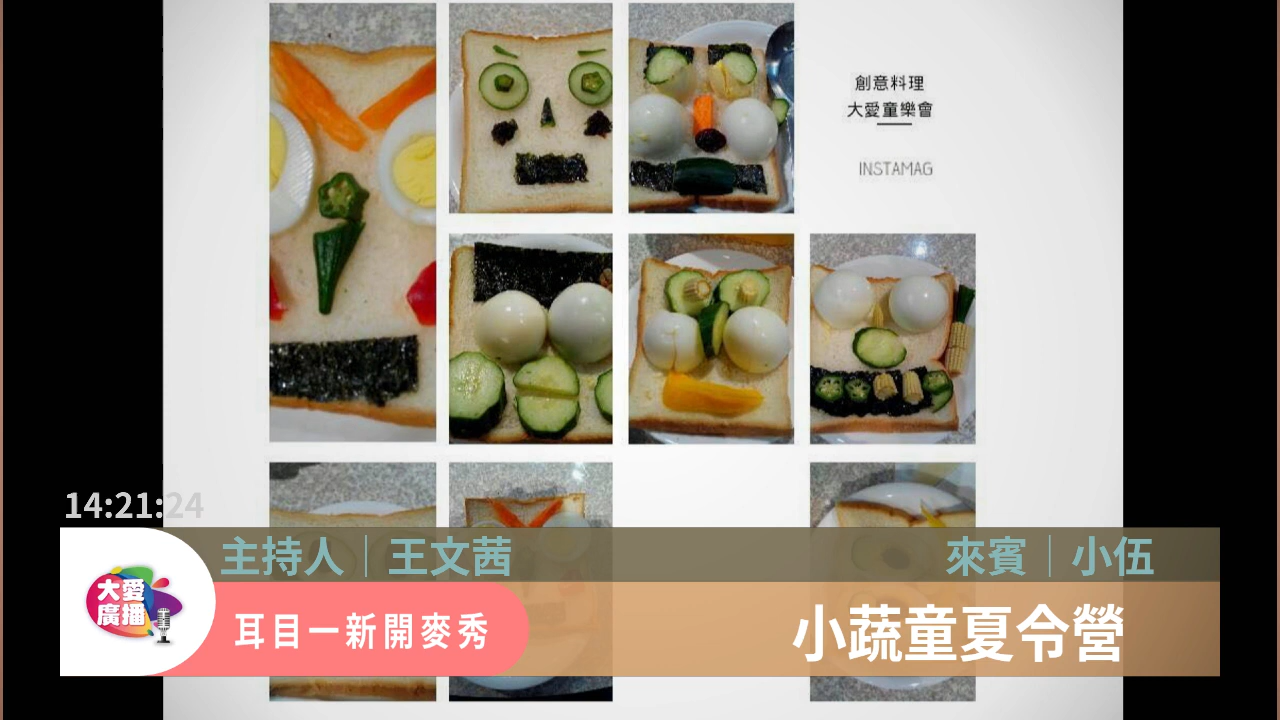 創意料理
大愛童樂會
INSTAMAG
14:21:24
主持人｜王文茜
來賓｜小伍
大愛
廣播
耳目一新開麥秀
小蔬童夏令營